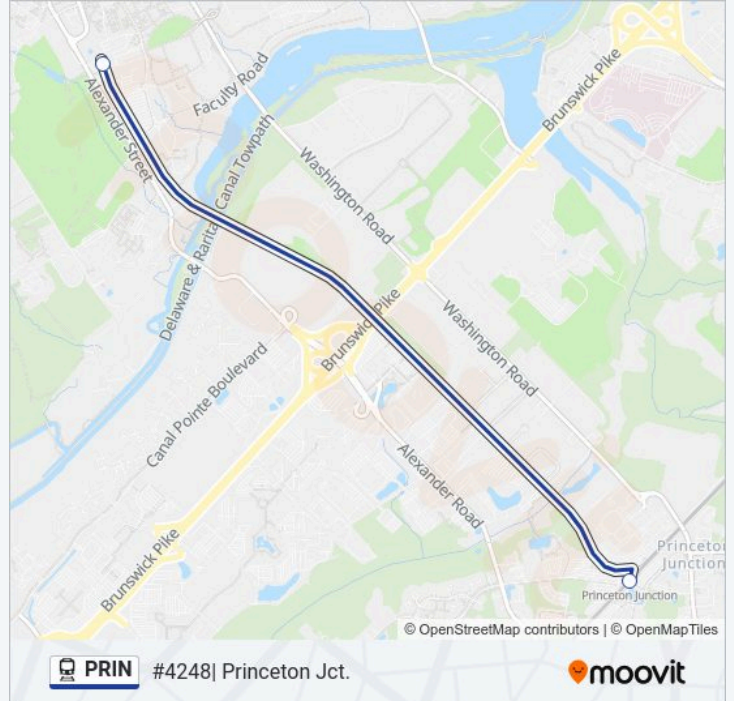 Faculty Road
Brunswick Pike
Alexander Street
Delaware & Raritan Canal Towpath
Washington Road
Brunswick Pike
Washington Road
Canal Pointe Boulevard
Alexander Road
Brunswick Pike
Princeton
Junction
Princeton Junction
© OpenStreetMap contributors | © OpenMapTiles
PRIN #4248| Princeton Jct.
moovit